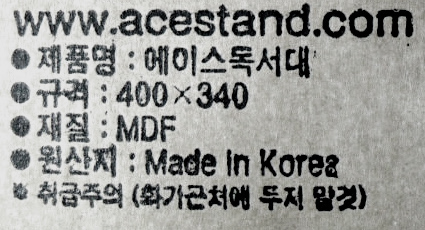 www.acestand.com
● 제품명 : 에이스독서대
● 규격 : 400×340
● 재질 : MDF
● 원산지 : Made in Korea
* 취급주의 (화기근처에 두지 말것)